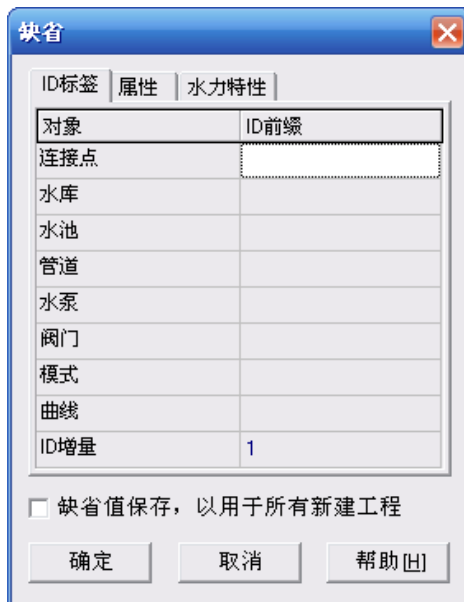 缺省
ID标签 属性 水力特性
对象 ID前缀
连接点
水库
水池
管道
水泵
阀门
模式
曲线
ID增量 1
缺省值保存，以用于所有新建工程
确定 取消 帮助[H]